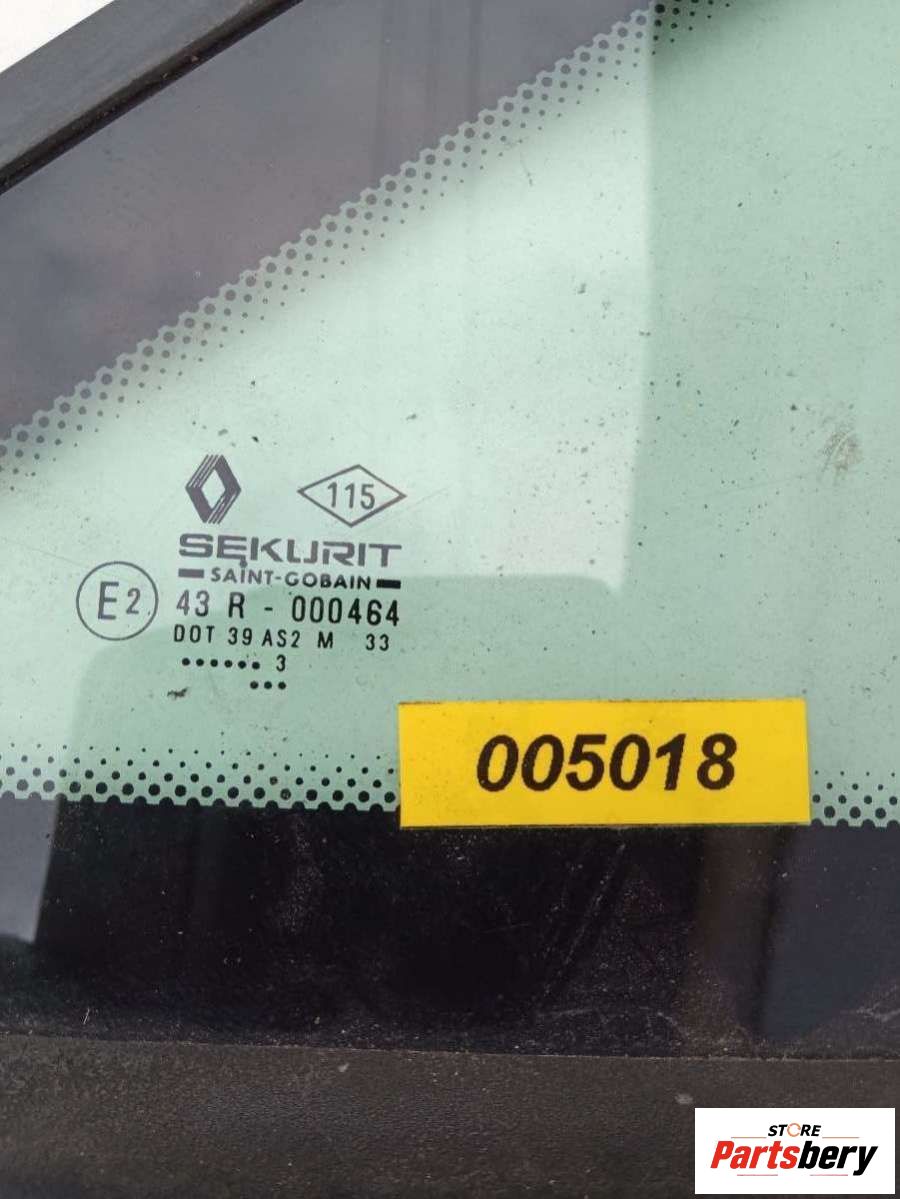 115
SEKURIT
SAINT-GOBAIN
E2
43 R - 000464
DOT 39 AS2 M 33
...... 3
...
005018
STORE
Partsbery